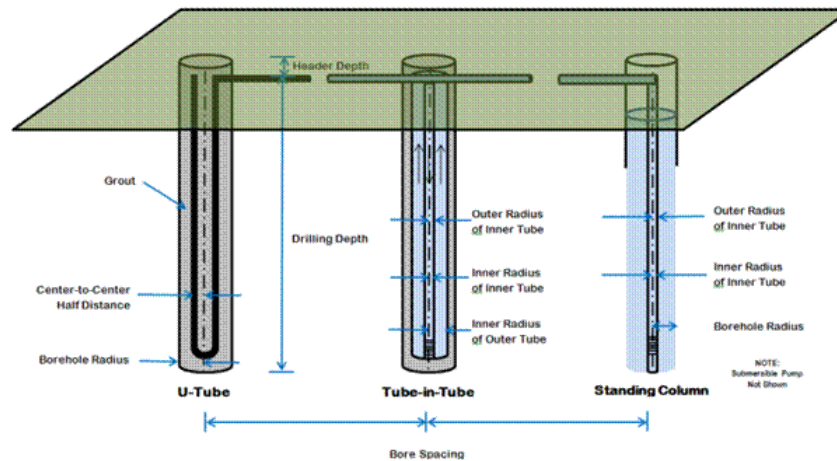 Header Depth
Grout
Drilling Depth
Center-to-Center
Half Distance
Borehole Radius
U-Tube
Outer Radius
of Inner Tube
Inner Radius
of Inner Tube
Inner Radius
of Outer Tube
Tube-in-Tube
Outer Radius
of Inner Tube
Inner Radius
of Inner Tube
Borehole Radius
Standing Column
NOTE:
Submersible Pump
Not Shown
Bore Spacing